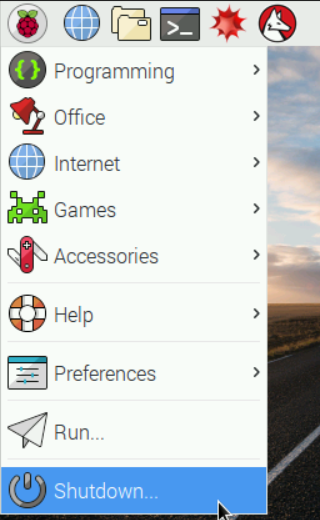 Programming
Office
Internet
Games
Accessories
Help
Preferences
Run...
Shutdown...